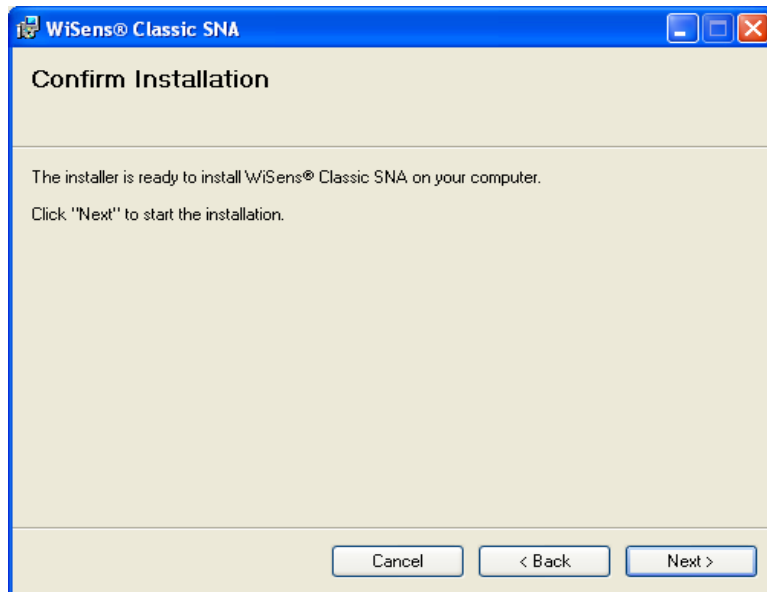 WiSens® Classic SNA
Confirm Installation
The installer is ready to install WiSens® Classic SNA on your computer.
Click "Next" to start the installation.
Cancel
< Back
Next >